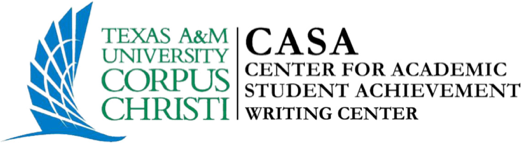 TEXAS A&M
UNIVERSITY
CORPUS
CHRISTI
CASA
CENTER FOR ACADEMIC
STUDENT ACHIEVEMENT
WRITING CENTER